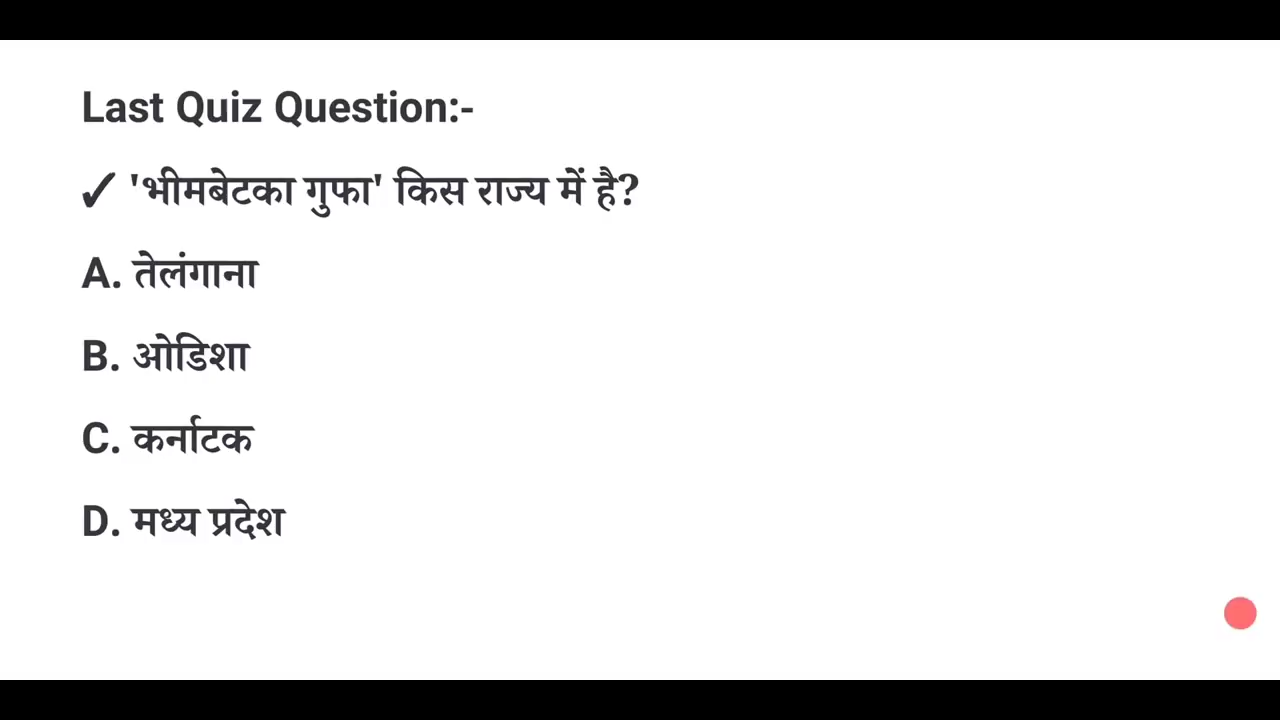 Last Quiz Question:-
✓ 'भीमबेटका गुफा' किस राज्य में है?
A. तेलंगाना
B. ओडिशा
C. कर्नाटक
D. मध्य प्रदेश